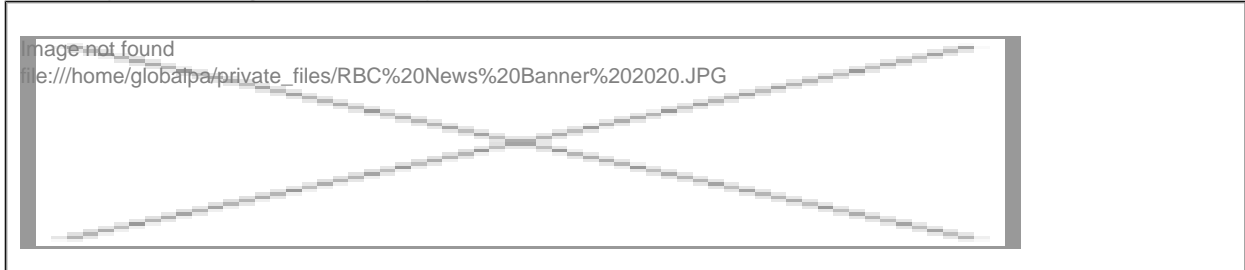 Image not found
file:///home/globalpa/private_files/RBC%20News%20Banner%202020.JPG